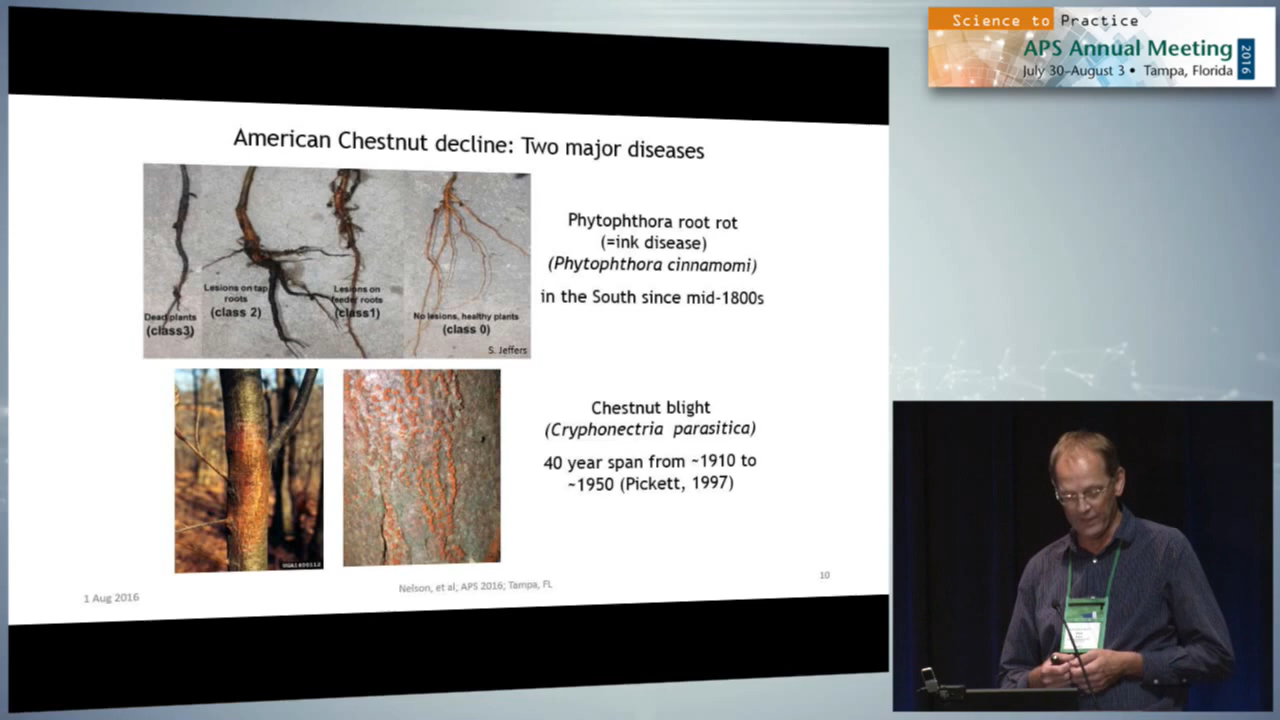 Science to Practice
APS Annual Meeting
2016
July 30–August 3 • Tampa, Florida
American Chestnut decline: Two major diseases
Phytophthora root rot
(=ink disease)
(Phytophthora cinnamomi)
in the South since mid-1800s
Dead plants
(class3)
Lesions on tap
roots
(class 2)
Lesions on
feeder roots
(class1)
No lesions, healthy plants
(class 0)
S. Jeffers
Chestnut blight
(Cryphonectria parasitica)
40 year span from ~1910 to
~1950 (Pickett, 1997)
1 Aug 2016
Nelson, et al; APS 2016; Tampa, FL
10